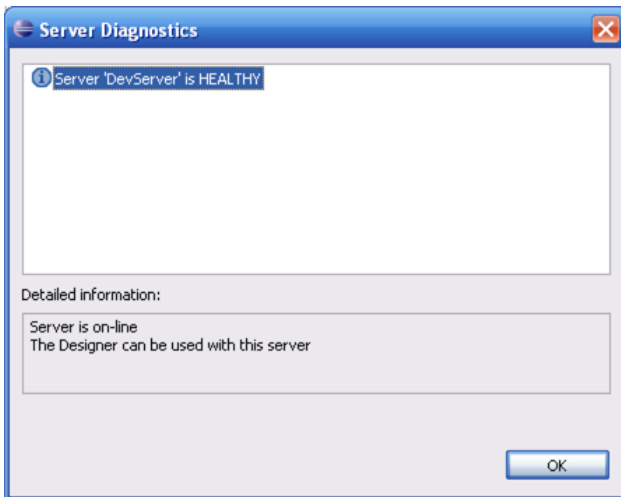 Server Diagnostics
Server 'DevServer' is HEALTHY
Detailed information:
Server is on-line
The Designer can be used with this server
OK